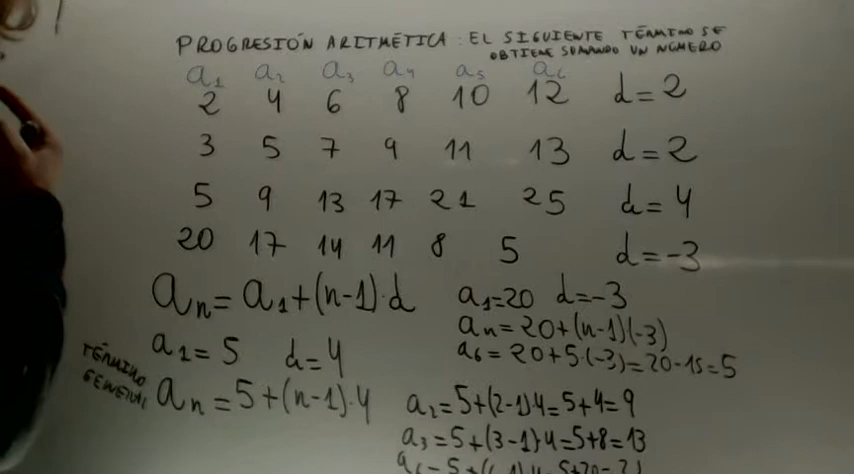 PROGRESIÓN ARITMÉTICA: EL SIGUIENTE TÉRMINO SE
OBTIENE SUMANDO UN NÚMERO
a₁ a₂ a₃ a₄ a₅ a₆
2 4 6 8 10 12 d=2
3 5 7 9 11 13 d=2
5 9 13 17 21 25 d=4
20 17 14 11 8 5 d=-3
aₙ=a₁+(n-1)·d
a₁=5 d=4
TÉRMINO
GENERAL
aₙ=5+(n-1)·4
a₁=20 d=-3
aₙ=20+(n-1)(-3)
a₆=20+5·(-3)=20-15=5
a₂=5+(2-1)4=5+4=9
a₃=5+(3-1)·4=5+8=13